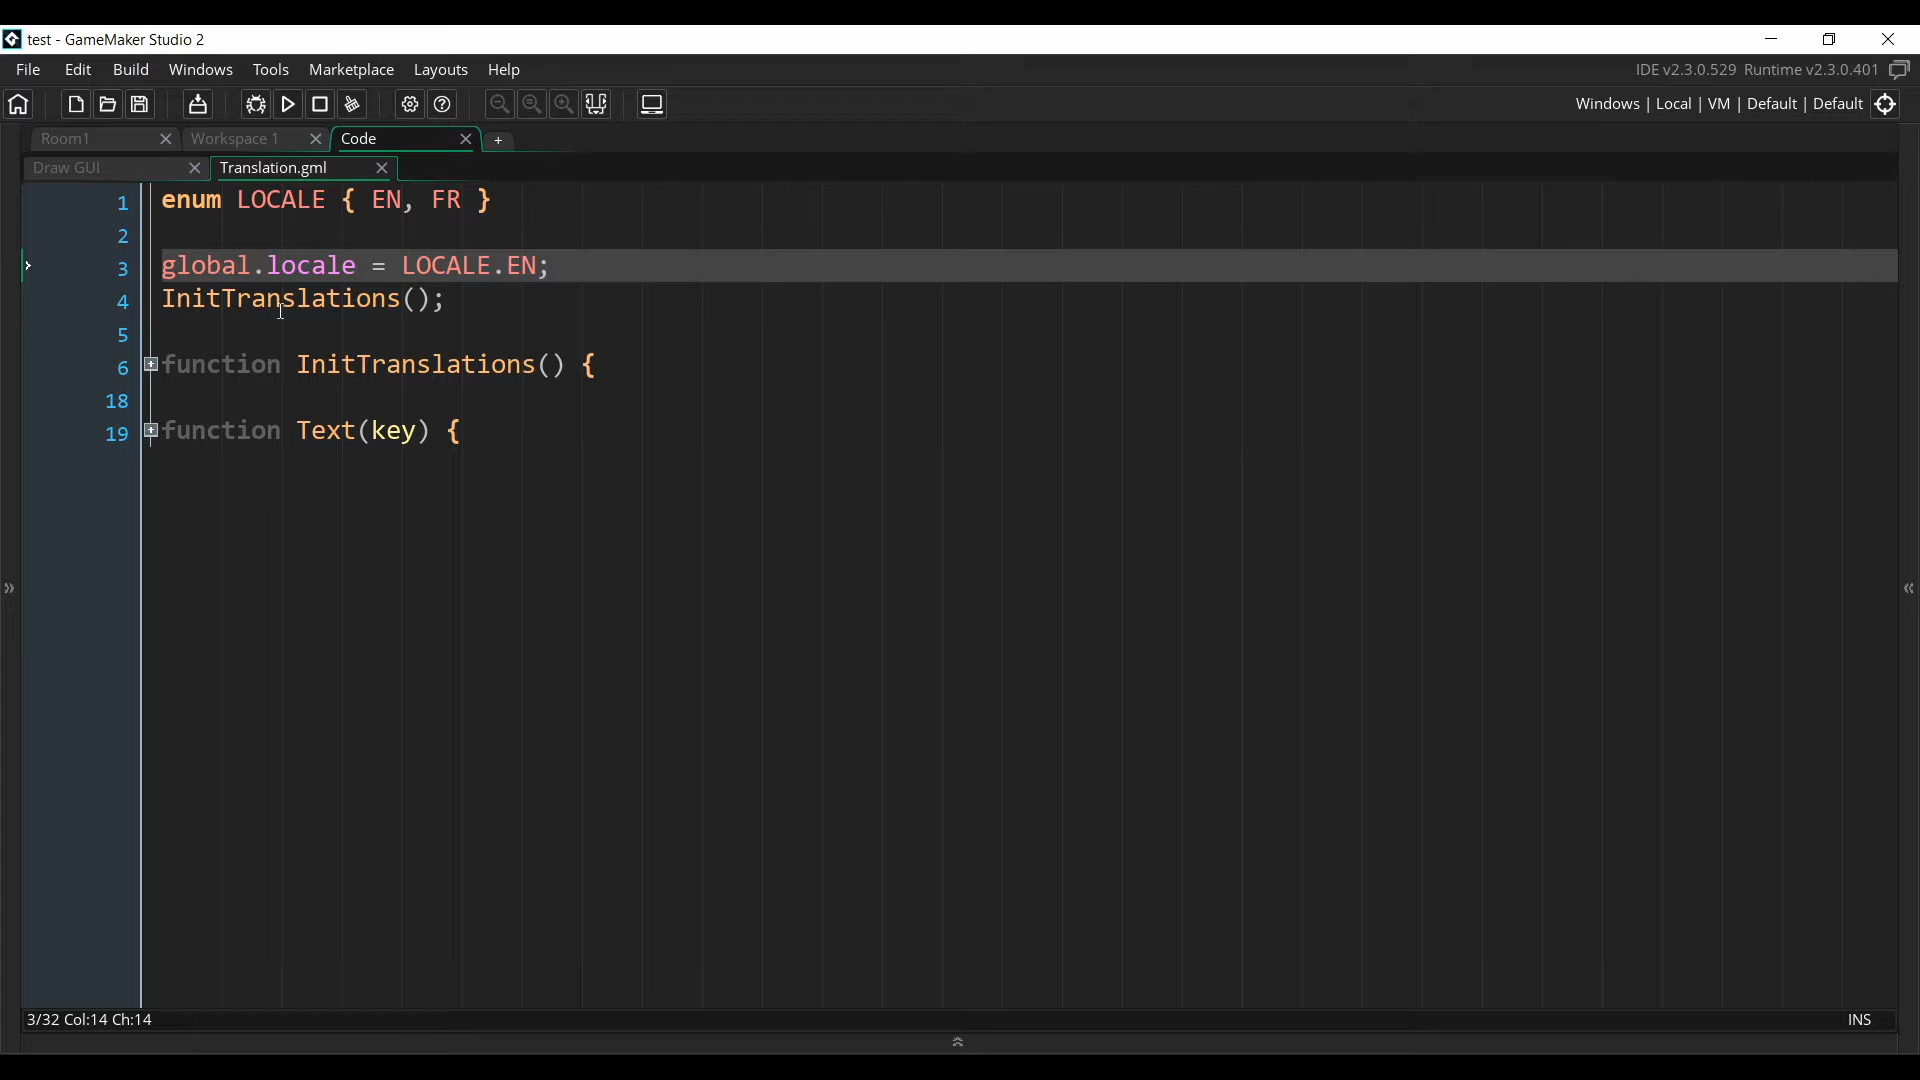 test - GameMaker Studio 2
File Edit Build Windows Tools Marketplace Layouts Help
IDE v2.3.0.529 Runtime v2.3.0.401
Windows | Local | VM | Default | Default
Room1 Workspace 1 Code
Draw GUI Translation.gml
1 enum LOCALE { EN, FR }
2
3 global.locale = LOCALE.EN;
4 InitTranslations();
5
6 function InitTranslations() {
18
19 function Text(key) {
3/32 Col:14 Ch:14
INS